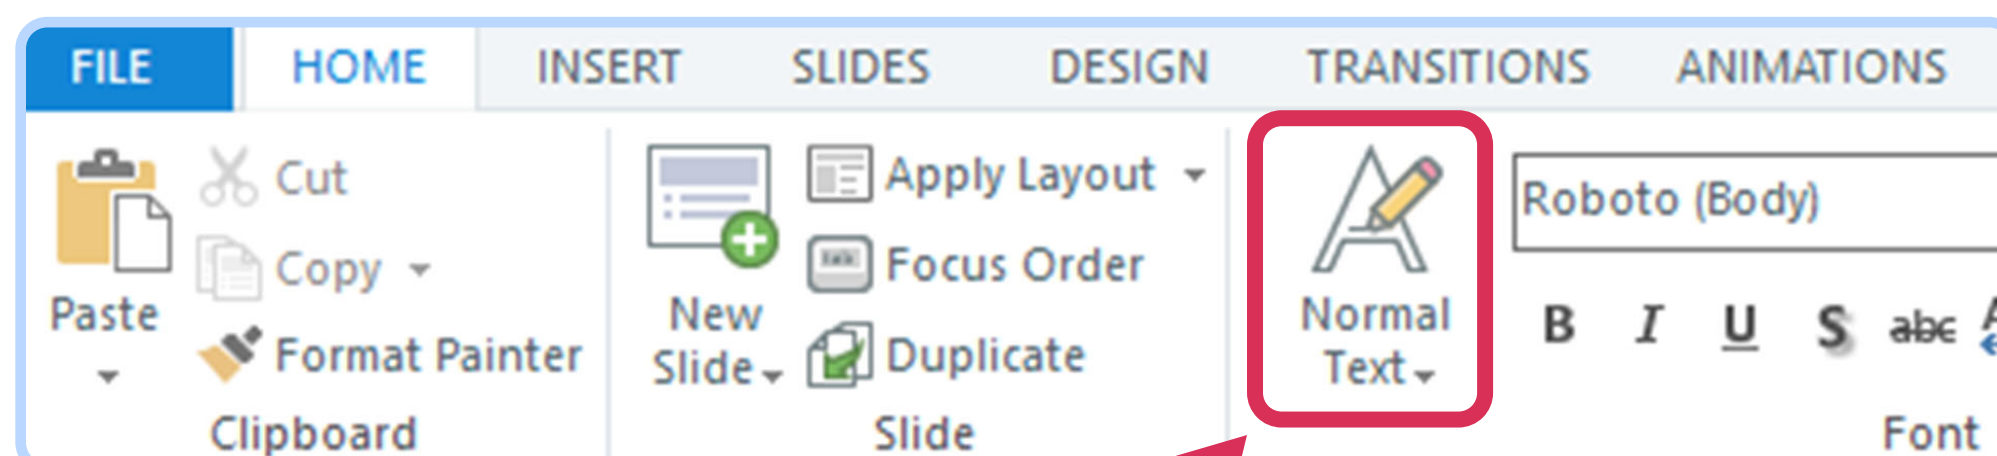 FILE HOME INSERT SLIDES DESIGN TRANSITIONS ANIMATIONS
Cut
Copy
Format Painter
Paste
Clipboard
New
Slide
Apply Layout
Focus Order
Duplicate
Slide
Normal
Text
Roboto (Body)
B I U S abc A
Font